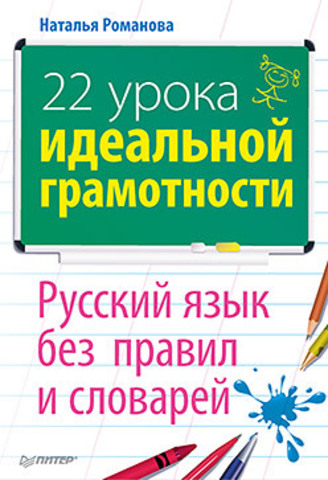 Наталья Романова
22 урока
идеальной
грамотности
Русский язык
без правил
и словарей
ПИТЕР®